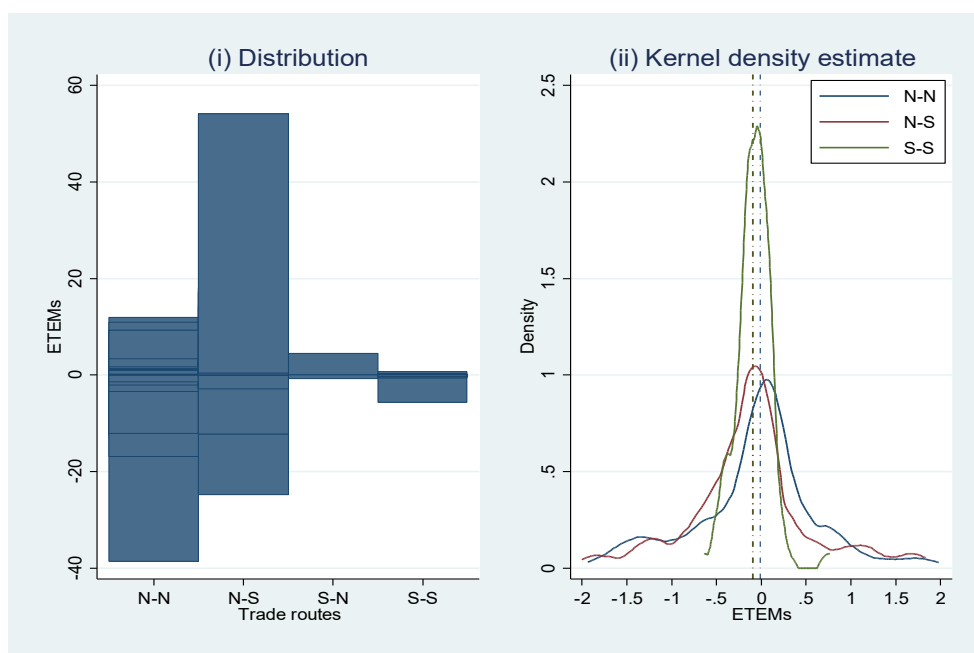 (i) Distribution
60
40
20
0
-20
-40
ETEMs
N-N N-S S-N S-S
Trade routes
(ii) Kernel density estimate
2.5
2
1.5
1
.5
0
Density
N-N
N-S
S-S
-2 -1.5 -1 -.5 0 .5 1 1.5 2
ETEMs